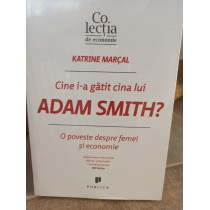 Co
lecția
de economie
KATRINE MARÇAL
Cine i-a gătit cina lui
ADAM SMITH?
O poveste despre femei
și economie
PUBLICA